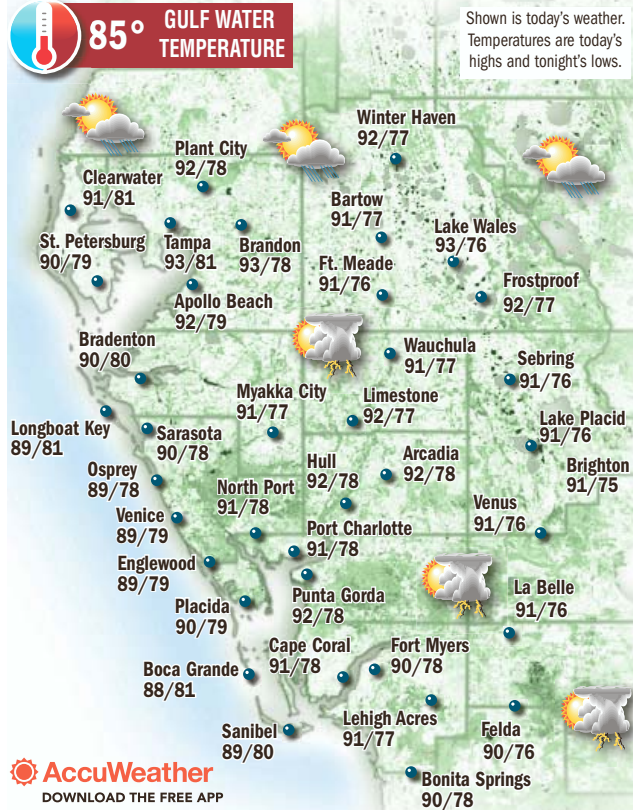 85°
GULF WATER
TEMPERATURE
Shown is today's weather.
Temperatures are today's
highs and tonight's lows.
Winter Haven
92/77
Plant City
92/78
Clearwater
91/81
Bartow
91/77
Lake Wales
93/76
St. Petersburg
90/79
Tampa
93/81
Brandon
93/78
Ft. Meade
91/76
Frostproof
92/77
Apollo Beach
92/79
Bradenton
90/80
Wauchula
91/77
Sebring
91/76
Myakka City
91/77
Limestone
92/77
Longboat Key
89/81
Sarasota
90/78
Lake Placid
91/76
Osprey
89/78
Hull
92/78
Arcadia
92/78
Brighton
91/75
North Port
91/78
Venice
89/79
Venus
91/76
Port Charlotte
91/78
Englewood
89/79
Punta Gorda
92/78
La Belle
91/76
Placida
90/79
Cape Coral
91/78
Fort Myers
90/78
Boca Grande
88/81
Lehigh Acres
91/77
Sanibel
89/80
Felda
90/76
Bonita Springs
90/78
AccuWeather
DOWNLOAD THE FREE APP